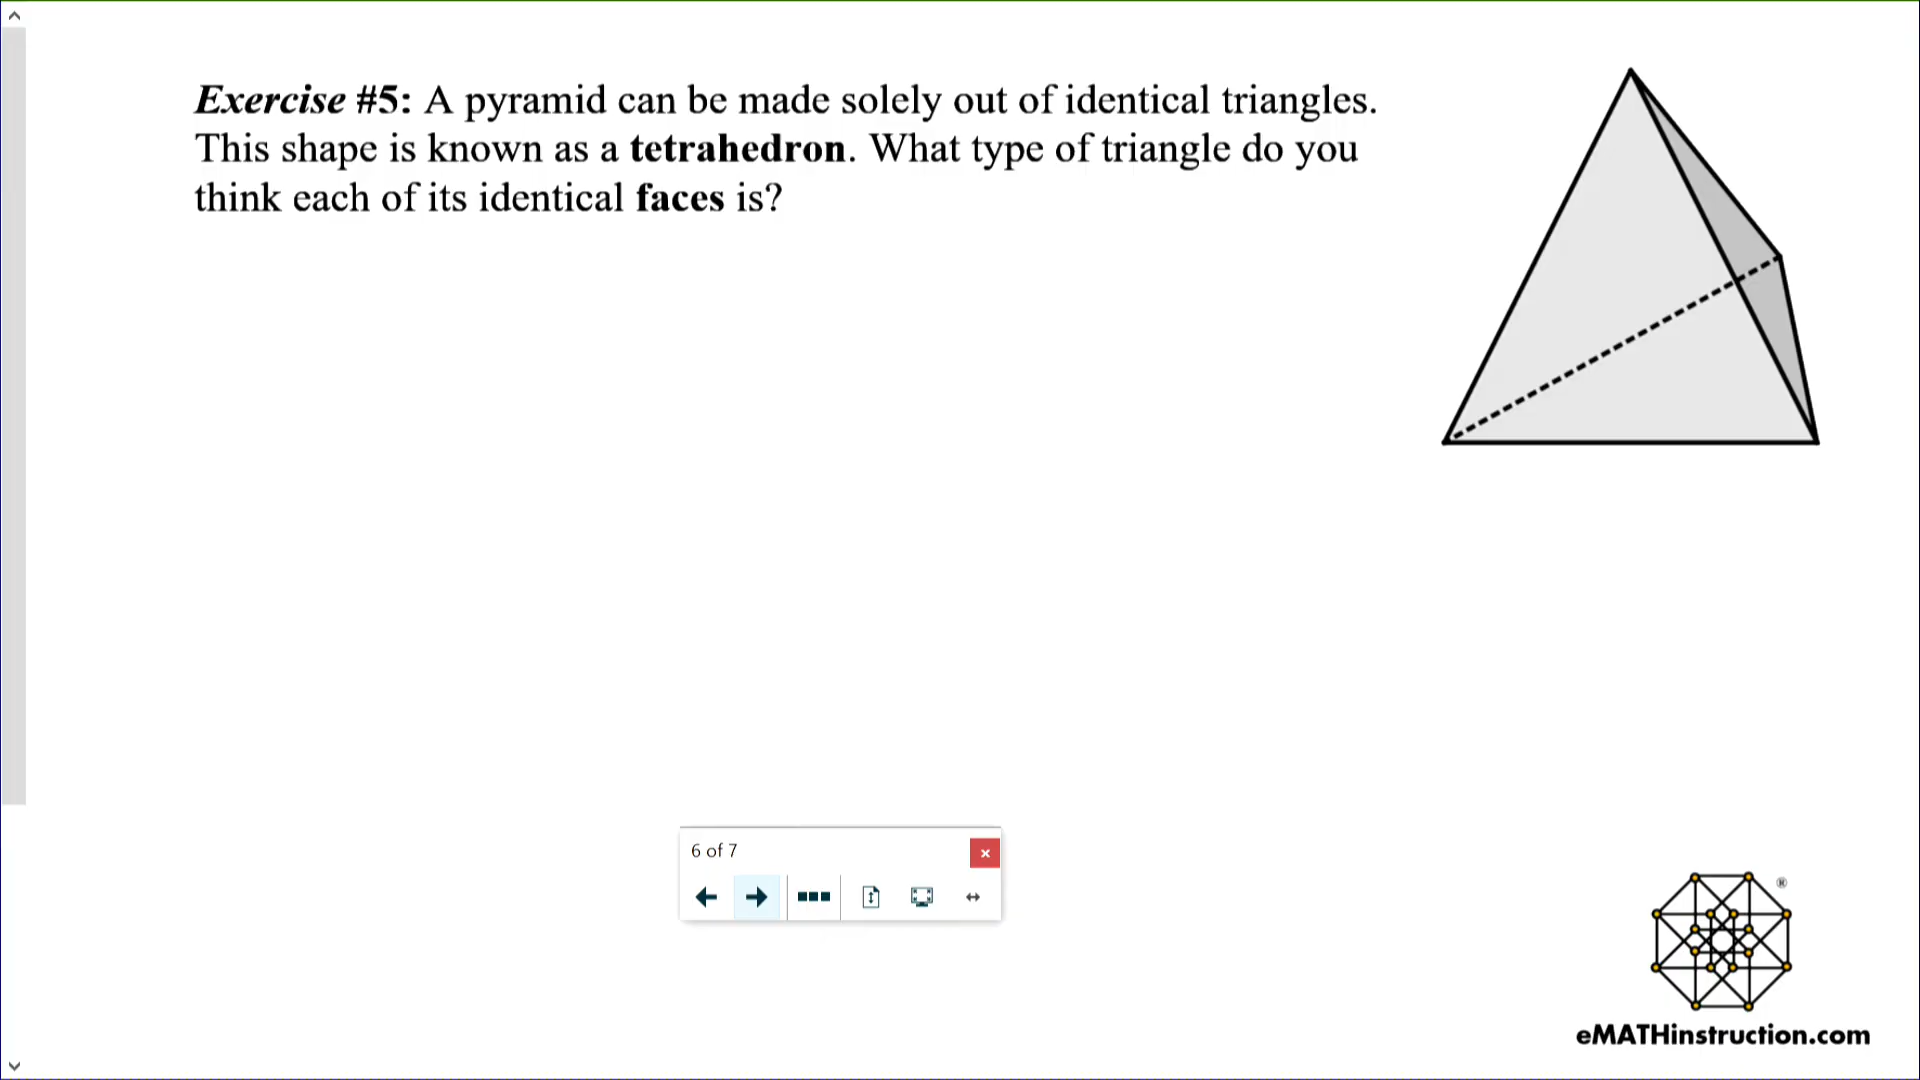 Exercise #5: A pyramid can be made solely out of identical triangles.
This shape is known as a tetrahedron. What type of triangle do you
think each of its identical faces is?
6 of 7
®
eMATHinstruction.com